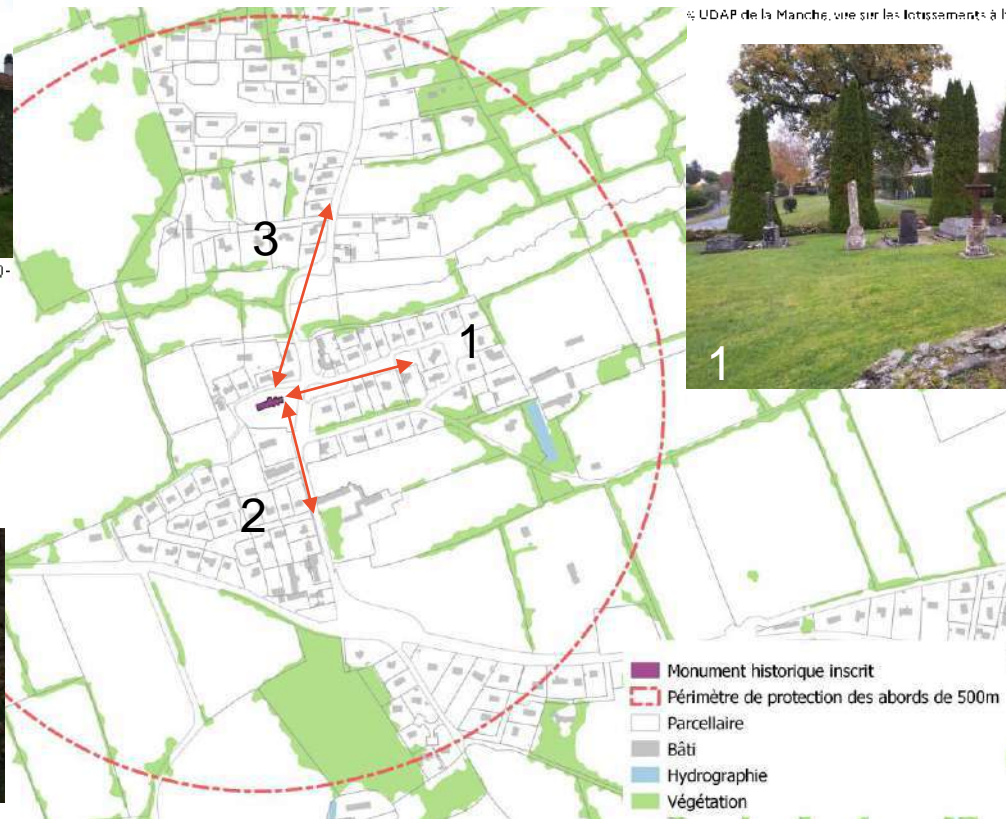 © UDAP de la Manche, vue sur les lotissements à l
1
3
1
2
Monument historique inscrit
Périmètre de protection des abords de 500m
Parcellaire
Bâti
Hydrographie
Végétation